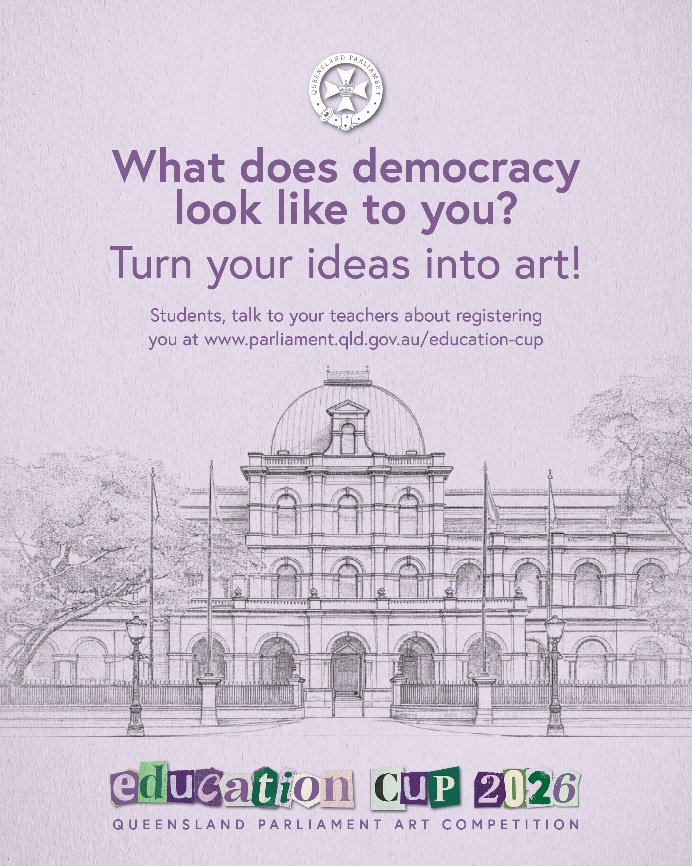 QUEENSLAND PARLIAMENT
What does democracy
look like to you?
Turn your ideas into art!
Students, talk to your teachers about registering
you at www.parliament.qld.gov.au/education-cup
education CUP 2026
QUEENSLAND PARLIAMENT ART COMPETITION